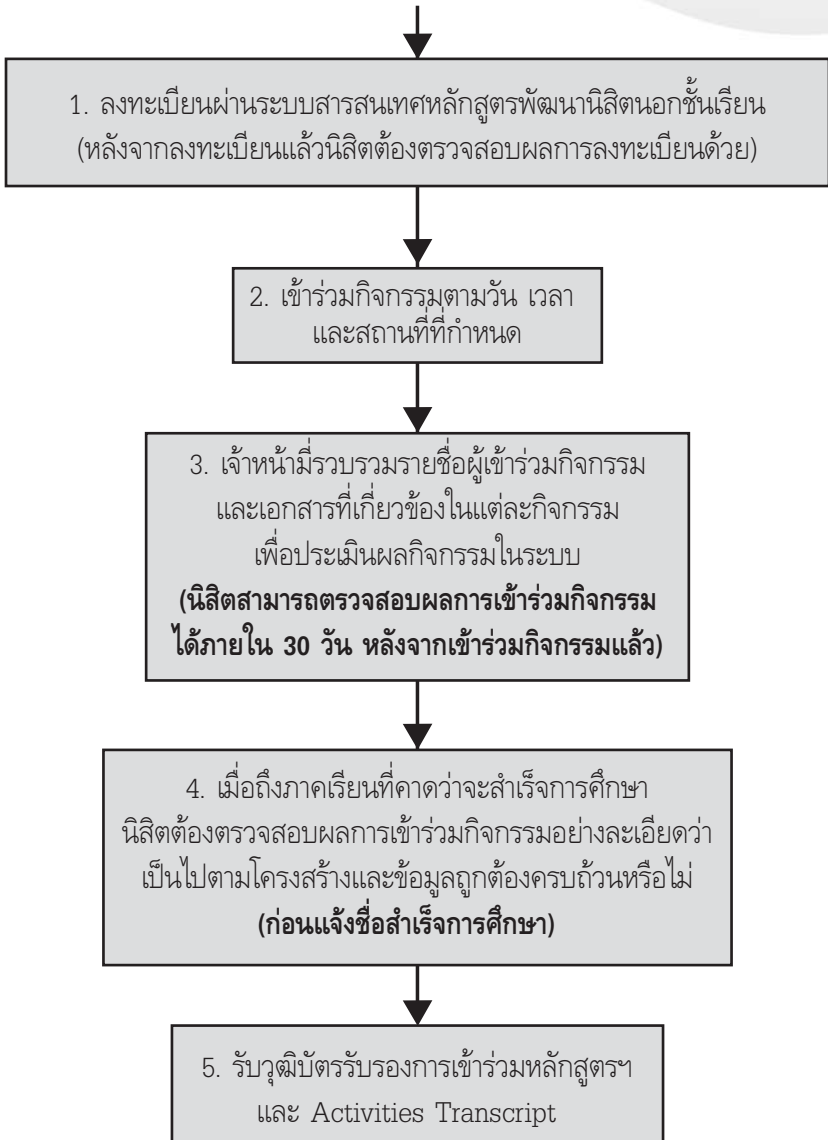 1. ลงทะเบียนผ่านระบบสารสนเทศหลักสูตรพัฒนานิสิตนอกชั้นเรียน
(หลังจากลงทะเบียนแล้วนิสิตต้องตรวจสอบผลการลงทะเบียนด้วย)
2. เข้าร่วมกิจกรรมตามวัน เวลา
และสถานที่ที่กำหนด
3. เจ้าหน้ามี่รวบรวมรายชื่อผู้เข้าร่วมกิจกรรม
และเอกสารที่เกี่ยวข้องในแต่ละกิจกรรม
เพื่อประเมินผลกิจกรรมในระบบ
(นิสิตสามารถตรวจสอบผลการเข้าร่วมกิจกรรม
ได้ภายใน 30 วัน หลังจากเข้าร่วมกิจกรรมแล้ว)
4. เมื่อถึงภาคเรียนที่คาดว่าจะสำเร็จการศึกษา
นิสิตต้องตรวจสอบผลการเข้าร่วมกิจกรรมอย่างละเอียดว่า
เป็นไปตามโครงสร้างและข้อมูลถูกต้องครบถ้วนหรือไม่
(ก่อนแจ้งชื่อสำเร็จการศึกษา)
5. รับวุฒิบัตรรับรองการเข้าร่วมหลักสูตรฯ
และ Activities Transcript